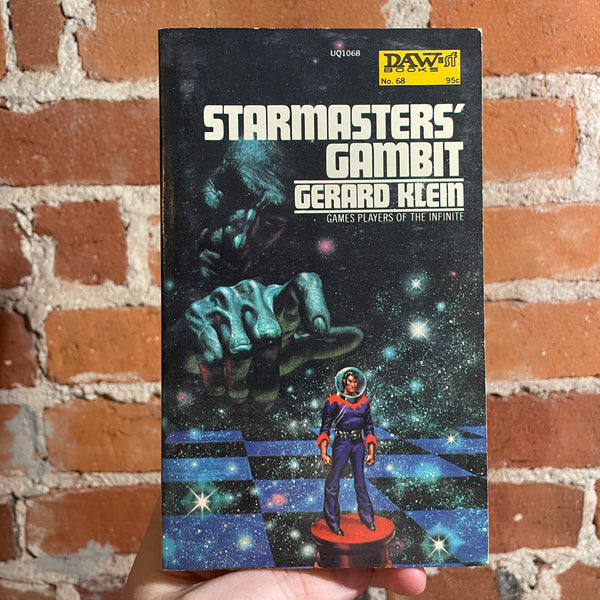 UQ1068
DAW=sf
BOOKS
No. 68 95c
STARMASTERS'
GAMBIT
GERARD KLEIN
GAMES PLAYERS OF THE INFINITE